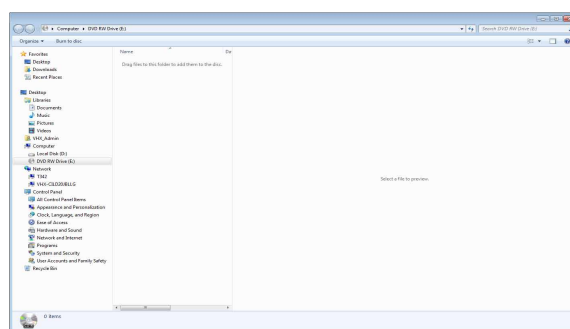 Computer ▸ DVD RW Drive (E:)
Search DVD RW Drive (E:)
Organize Burn to disc
Favorites
Desktop
Downloads
Recent Places
Desktop
Libraries
Documents
Music
Pictures
Videos
VHX_Admin
Computer
Local Disk (D:)
DVD RW Drive (E:)
Network
T342
Control Panel
All Control Panel Items
Appearance and Personalization
Clock, Language, and Region
Ease of Access
Hardware and Sound
Network and Internet
Programs
System and Security
User Accounts and Family Safety
Recycle Bin
Name Da
Drag files to this folder to add them to the disc.
Select a file to preview.
0 items